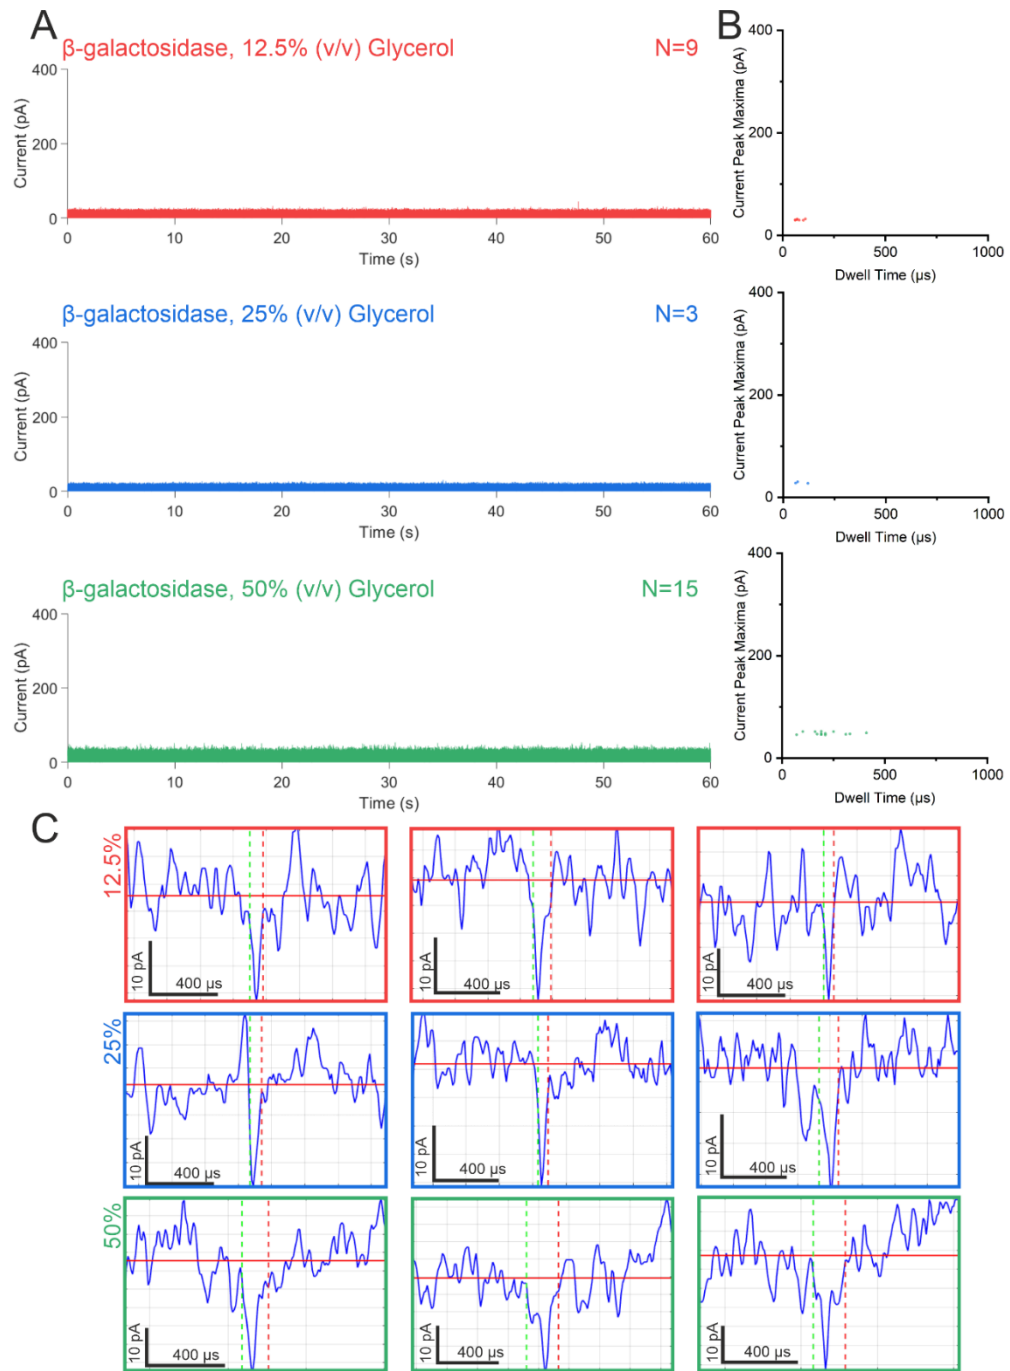 A
B
β-galactosidase, 12.5% (v/v) Glycerol
N=9
400
200
0
Current (pA)
0
10
20
30
40
50
60
Time (s)
400
200
0
Current Peak Maxima (pA)
0
500
1000
Dwell Time (µs)
β-galactosidase, 25% (v/v) Glycerol
N=3
400
200
0
Current (pA)
0
10
20
30
40
50
60
Time (s)
400
200
0
Current Peak Maxima (pA)
0
500
1000
Dwell Time (µs)
β-galactosidase, 50% (v/v) Glycerol
N=15
400
200
0
Current (pA)
0
10
20
30
40
50
60
Time (s)
400
200
0
Current Peak Maxima (pA)
0
500
1000
Dwell Time (µs)
C
12.5%
10 pA
400 µs
10 pA
400 µs
10 pA
400 µs
25%
10 pA
400 µs
10 pA
400 µs
10 pA
400 µs
50%
10 pA
400 µs
10 pA
400 µs
10 pA
400 µs